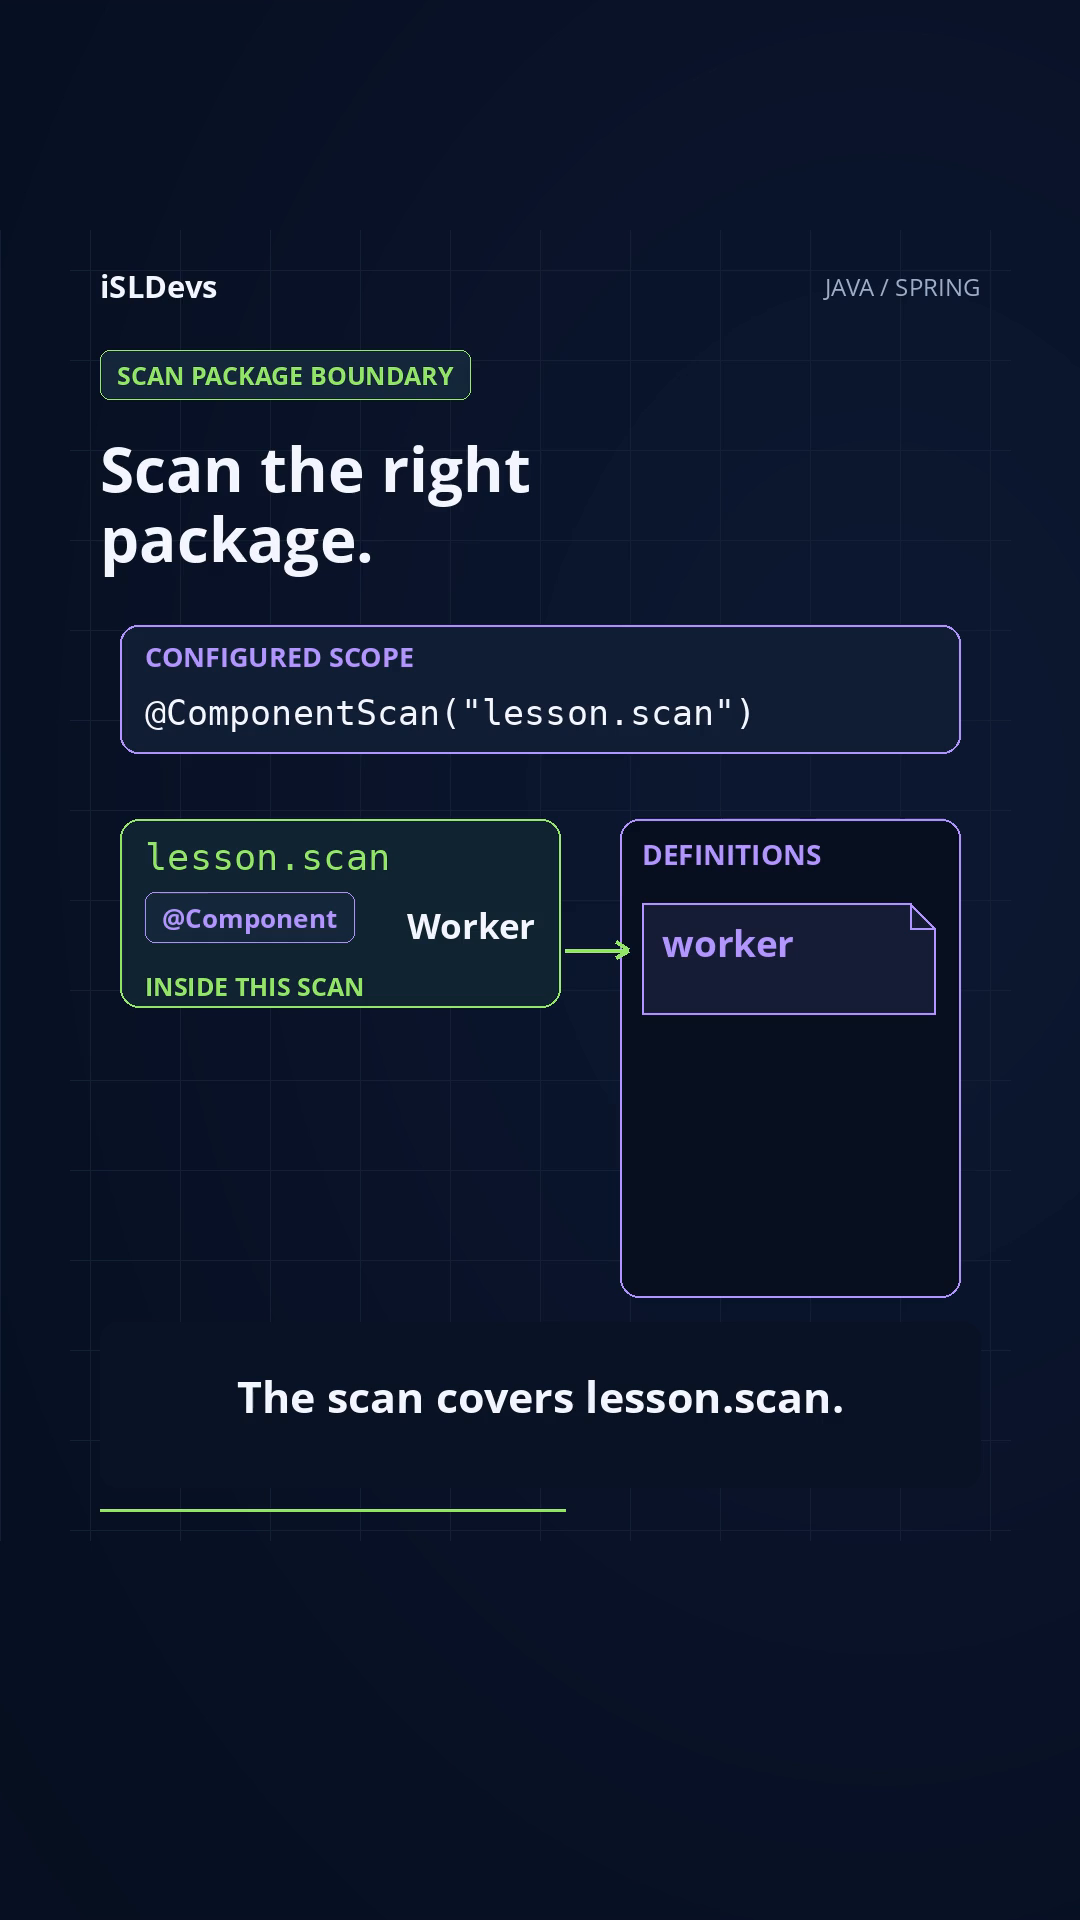 iSLDevs
JAVA / SPRING
SCAN PACKAGE BOUNDARY
Scan the right
package.
CONFIGURED SCOPE
@ComponentScan("lesson.scan")
lesson.scan
@Component
Worker
INSIDE THIS SCAN
DEFINITIONS
worker
The scan covers lesson.scan.